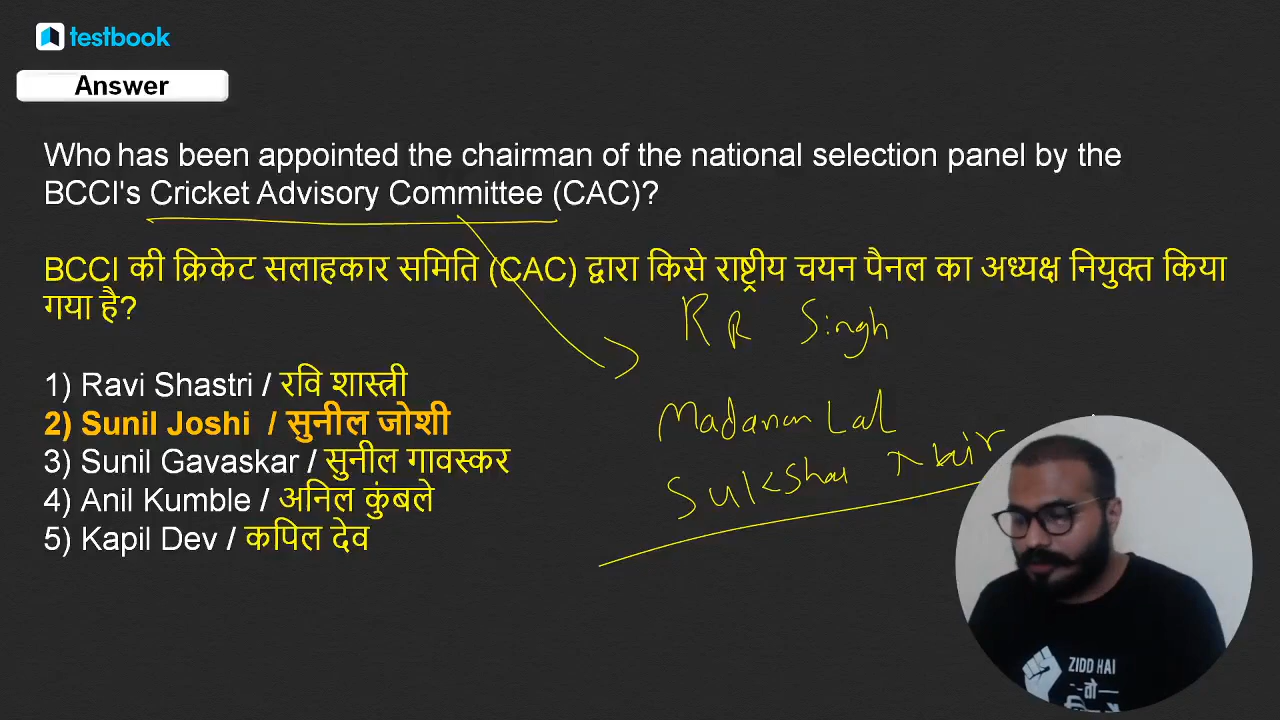 testbook
Answer
Who has been appointed the chairman of the national selection panel by the
BCCI's Cricket Advisory Committee (CAC)?
BCCI की क्रिकेट सलाहकार समिति (CAC) द्वारा किसे राष्ट्रीय चयन पैनल का अध्यक्ष नियुक्त किया
गया है?
RR Singh
1) Ravi Shastri / रवि शास्त्री
2) Sunil Joshi / सुनील जोशी
Lal
3) Sunil Gavaskar / सुनील गावस्कर
4) Anil Kumble / अनिल कुंबले
5) Kapil Dev / कपिल देव
ZIDD HAI
तो